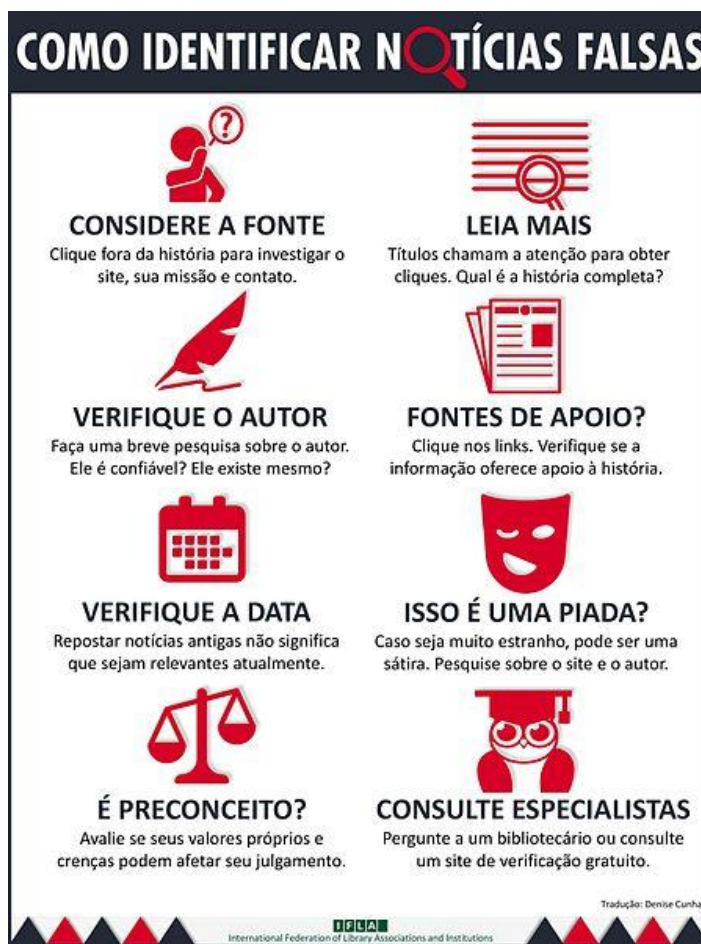 COMO IDENTIFICAR NOTÍCIAS FALSAS
?
CONSIDERE A FONTE
Clique fora da história para investigar o
site, sua missão e contato.
LEIA MAIS
Títulos chamam a atenção para obter
cliques. Qual é a história completa?
VERIFIQUE O AUTOR
Faça uma breve pesquisa sobre o autor.
Ele é confiável? Ele existe mesmo?
FONTES DE APOIO?
Clique nos links. Verifique se a
informação oferece apoio à história.
VERIFIQUE A DATA
Repostar notícias antigas não significa
que sejam relevantes atualmente.
ISSO É UMA PIADA?
Caso seja muito estranho, pode ser uma
sátira. Pesquise sobre o site e o autor.
É PRECONCEITO?
Avalie se seus valores próprios e
crenças podem afetar seu julgamento.
CONSULTE ESPECIALISTAS
Pergunte a um bibliotecário ou consulte
um site de verificação gratuito.
Tradução: Denise Cunha
IFLA
International Federation of Library Associations and Institutions